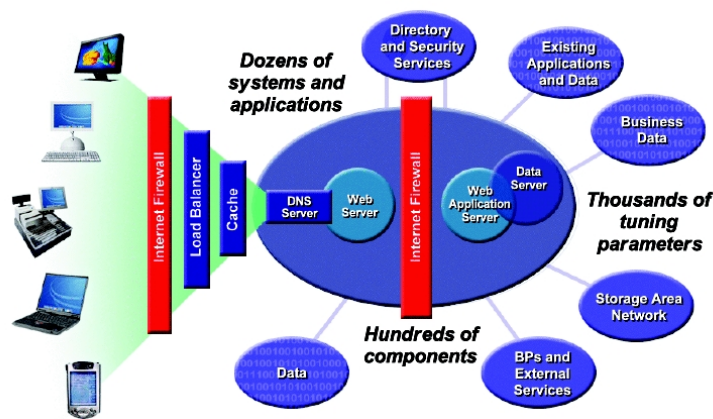 Dozens of
systems and
applications
Directory
and Security
Services
Existing
Applications
and Data
Business
Data
Internet Firewall
Load Balancer
Cache
DNS
Server
Web
Server
Internet Firewall
Web
Application
Server
Data
Server
Thousands of
tuning
parameters
Storage Area
Network
Hundreds of
components
BPs and
External
Services
Data